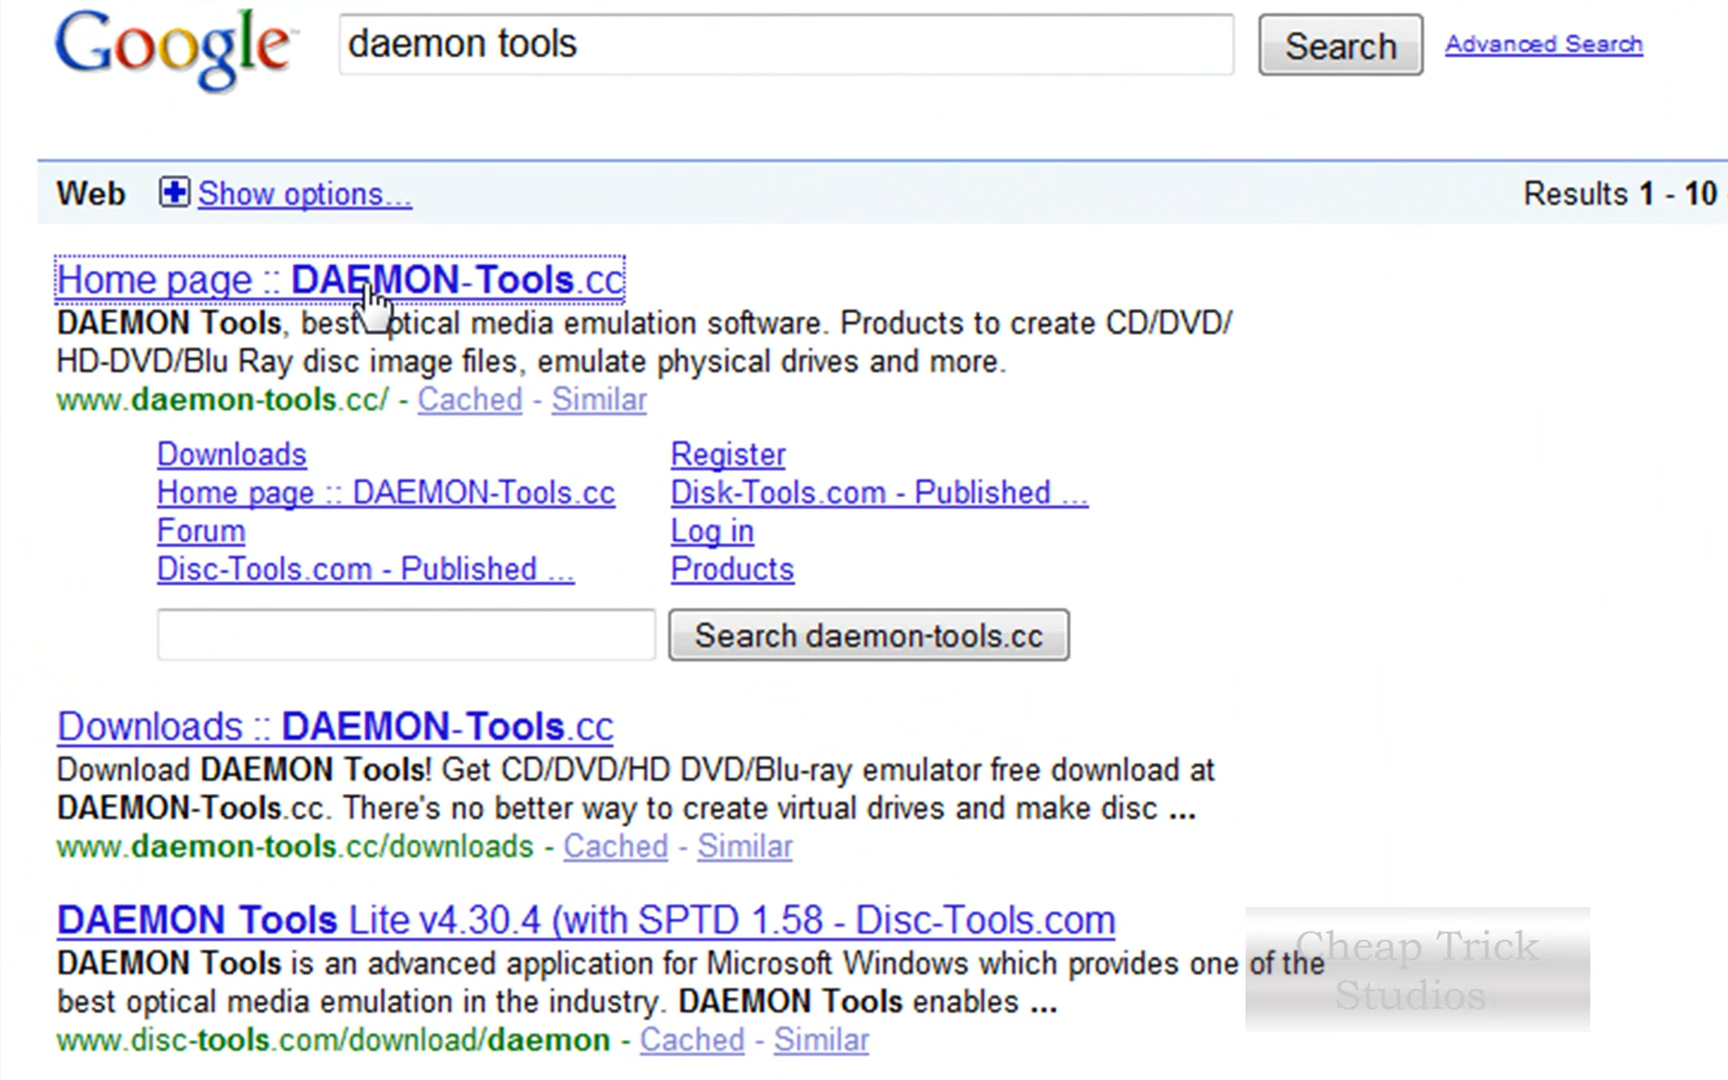 Google™ daemon tools Search Advanced Search
Web Show options... Results 1 - 10
Home page :: DAEMON-Tools.cc
DAEMON Tools, best optical media emulation software. Products to create CD/DVD/
HD-DVD/Blu Ray disc image files, emulate physical drives and more.
www.daemon-tools.cc/ - Cached - Similar
Downloads Register
Home page :: DAEMON-Tools.cc Disk-Tools.com - Published ...
Forum Log in
Disc-Tools.com - Published ... Products
Search daemon-tools.cc
Downloads :: DAEMON-Tools.cc
Download DAEMON Tools! Get CD/DVD/HD DVD/Blu-ray emulator free download at
DAEMON-Tools.cc. There's no better way to create virtual drives and make disc ...
www.daemon-tools.cc/downloads - Cached - Similar
DAEMON Tools Lite v4.30.4 (with SPTD 1.58 - Disc-Tools.com
DAEMON Tools is an advanced application for Microsoft Windows which provides one of the
best optical media emulation in the industry. DAEMON Tools enables ...
www.disc-tools.com/download/daemon - Cached - Similar
Cheap Trick
Studios